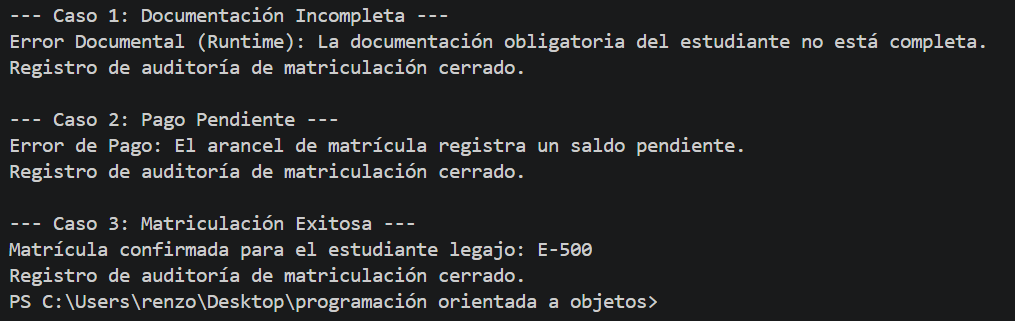 --- Caso 1: Documentación Incompleta ---
Error Documental (Runtime): La documentación obligatoria del estudiante no está completa.
Registro de auditoría de matriculación cerrado.

--- Caso 2: Pago Pendiente ---
Error de Pago: El arancel de matrícula registra un saldo pendiente.
Registro de auditoría de matriculación cerrado.

--- Caso 3: Matriculación Exitosa ---
Matrícula confirmada para el estudiante legajo: E-500
Registro de auditoría de matriculación cerrado.
PS C:\Users\renzo\Desktop\programación orientada a objetos>